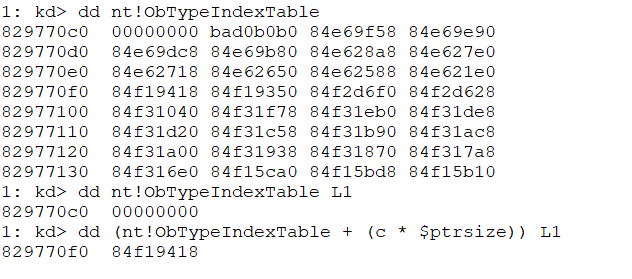 1: kd> dd nt!ObTypeIndexTable
829770c0 00000000 bad0b0b0 84e69f58 84e69e90
829770d0 84e69dc8 84e69b80 84e628a8 84e627e0
829770e0 84e62718 84e62650 84e62588 84e621e0
829770f0 84f19418 84f19350 84f2d6f0 84f2d628
82977100 84f31040 84f31f78 84f31eb0 84f31de8
82977110 84f31d20 84f31c58 84f31b90 84f31ac8
82977120 84f31a00 84f31938 84f31870 84f317a8
82977130 84f316e0 84f15ca0 84f15bd8 84f15b10
1: kd> dd nt!ObTypeIndexTable L1
829770c0 00000000
1: kd> dd (nt!ObTypeIndexTable + (c * $ptrsize)) L1
829770f0 84f19418